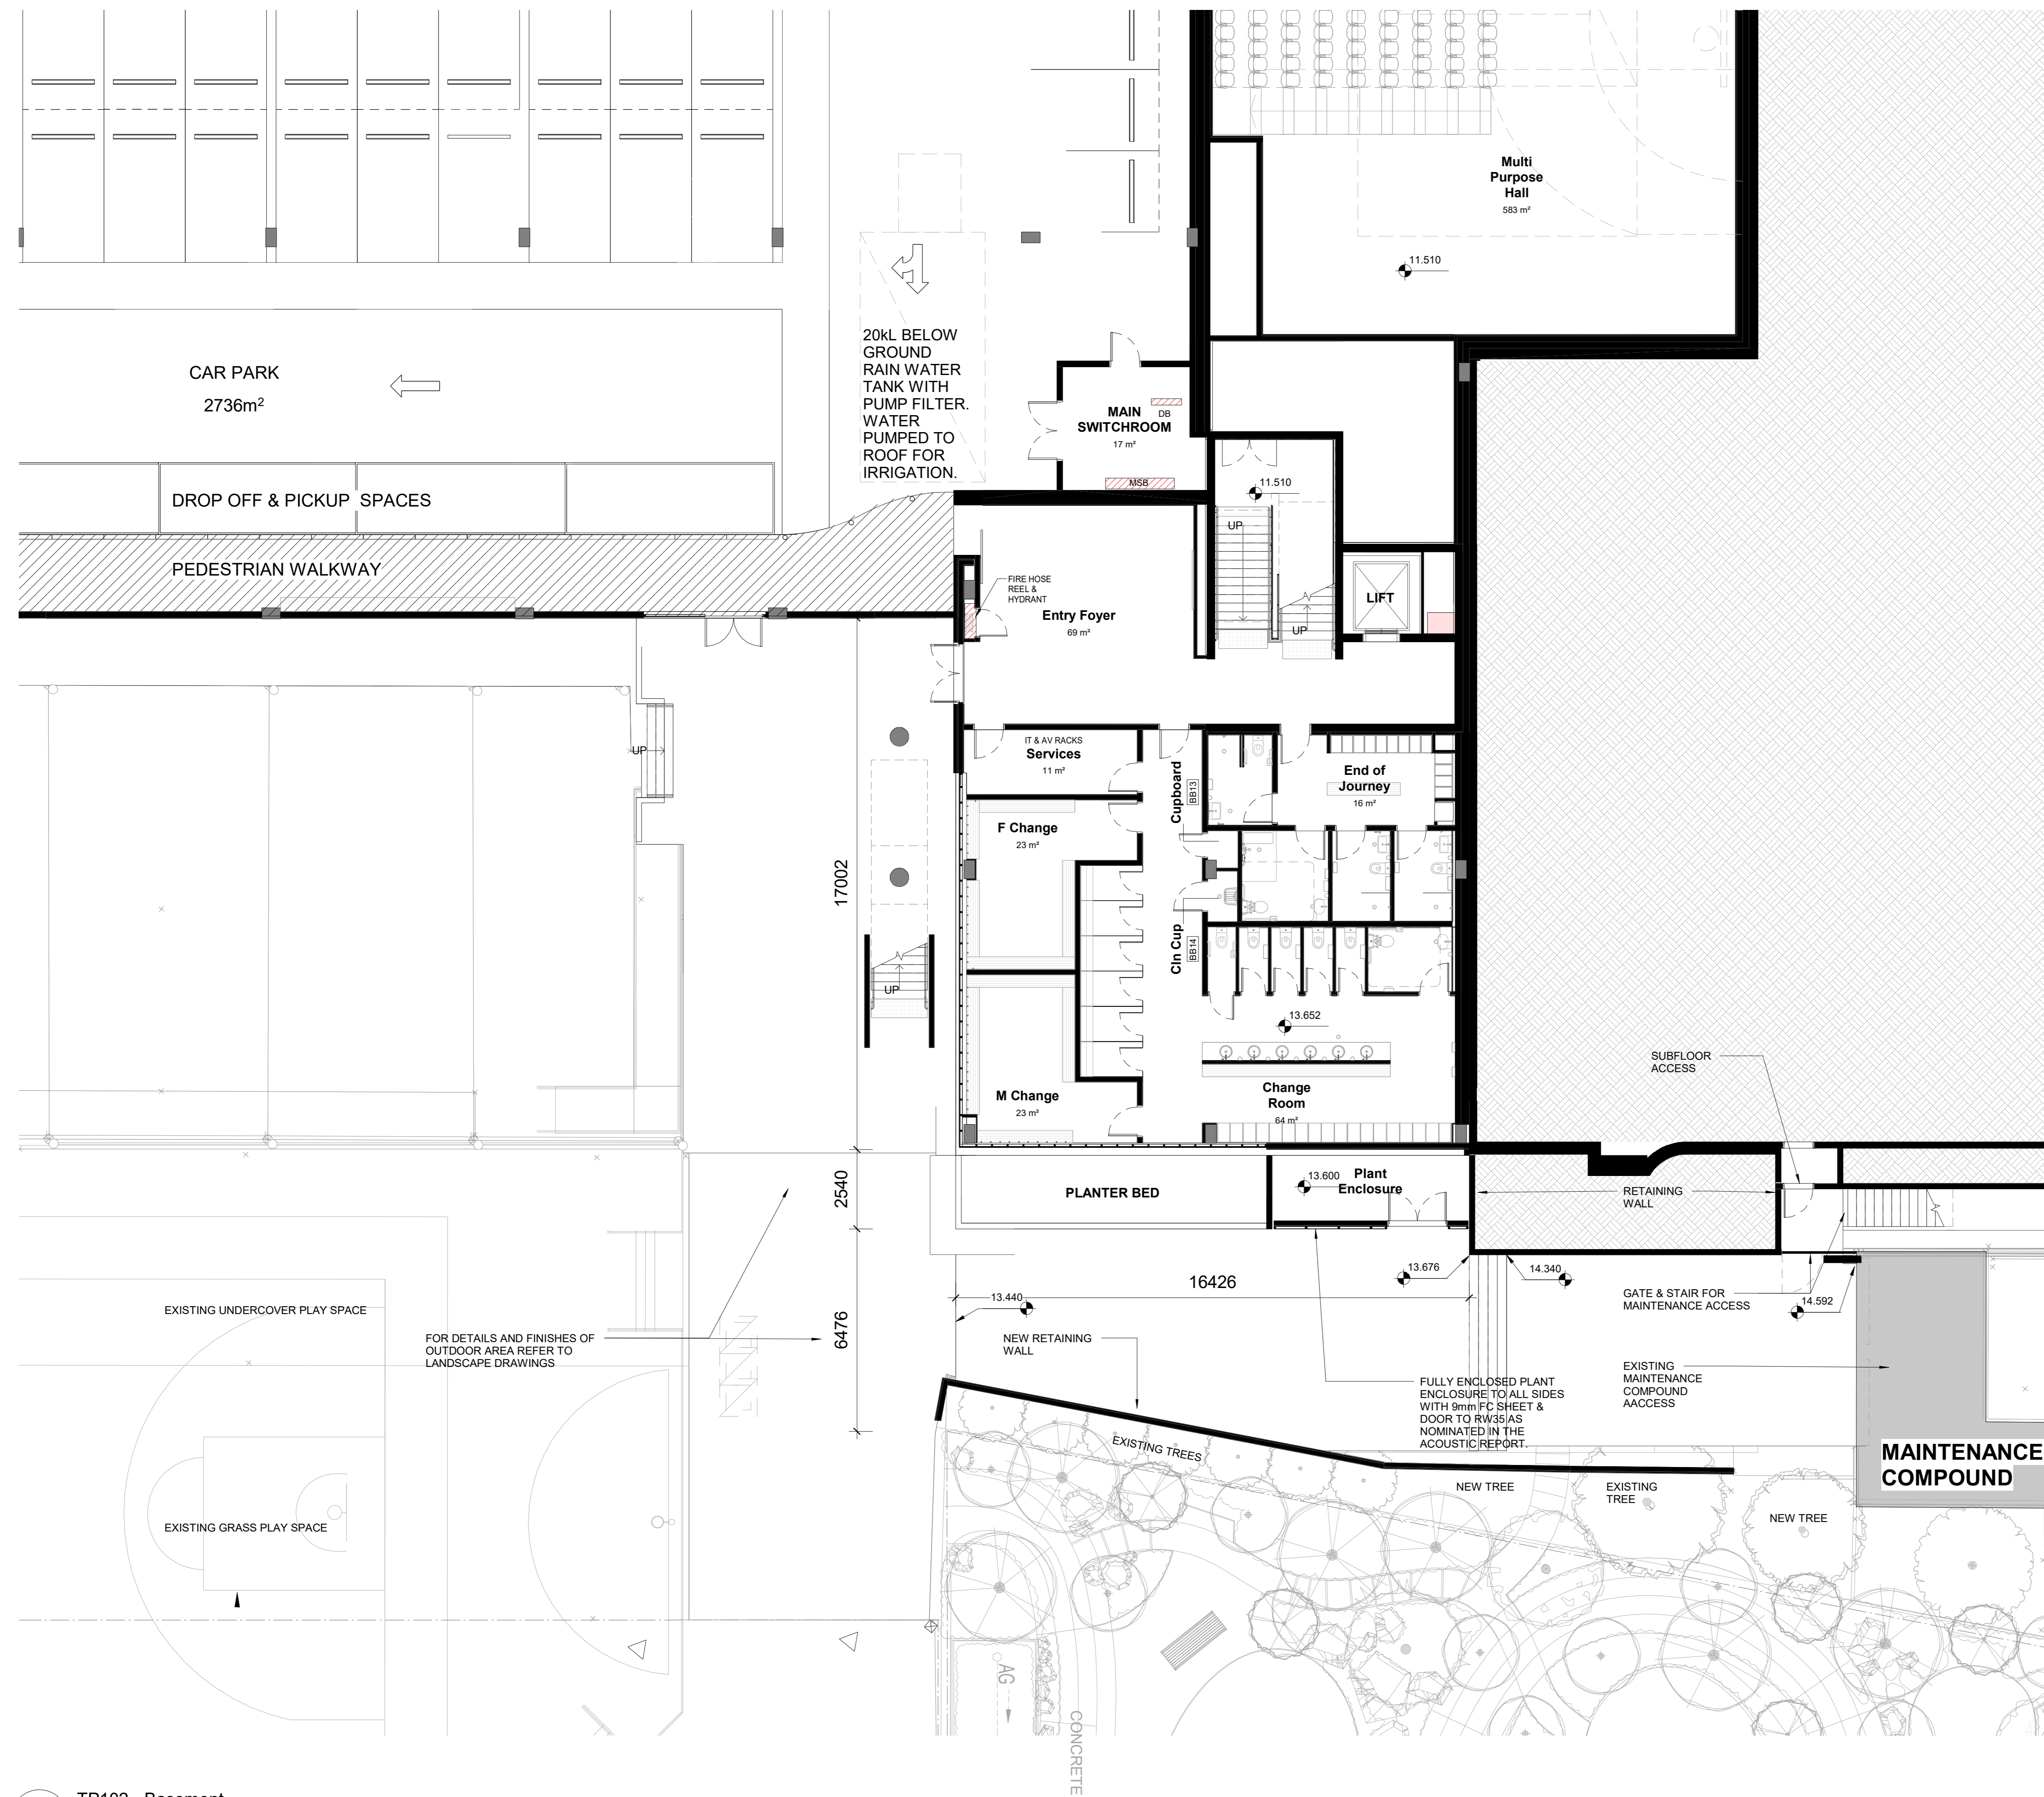 Multi
Purpose
Hall
583 m²
11.510
CAR PARK
2736m²
20kL BELOW
GROUND
RAIN WATER
TANK WITH
PUMP FILTER.
WATER
PUMPED TO
ROOF FOR
IRRIGATION.
MAIN
SWITCHROOM
17 m²
DB
MSB
11.510
UP
UP
DROP OFF & PICKUP SPACES
PEDESTRIAN WALKWAY
FIRE HOSE
REEL &
HYDRANT
Entry Foyer
69 m²
LIFT
UP
IT & AV RACKS
Services
11 m²
Cupboard
BB13
End of
Journey
16 m²
F Change
23 m²
17002
Cln Cup
BB14
UP
13.652
M Change
23 m²
Change
Room
64 m²
SUBFLOOR
ACCESS
2540
PLANTER BED
13.600
Plant
Enclosure
RETAINING
WALL
13.676
14.340
16426
13.440
GATE & STAIR FOR
MAINTENANCE ACCESS
14.592
EXISTING UNDERCOVER PLAY SPACE
FOR DETAILS AND FINISHES OF
OUTDOOR AREA REFER TO
LANDSCAPE DRAWINGS
6476
NEW RETAINING
WALL
FULLY ENCLOSED PLANT
ENCLOSURE TO ALL SIDES
WITH 9mm FC SHEET &
DOOR TO RW35 AS
NOMINATED IN THE
ACOUSTIC REPORT.
EXISTING
MAINTENANCE
COMPOUND
AACCESS
EXISTING TREES
MAINTENANCE
COMPOUND
NEW TREE
EXISTING
TREE
NEW TREE
EXISTING GRASS PLAY SPACE
AG
CONCRETE